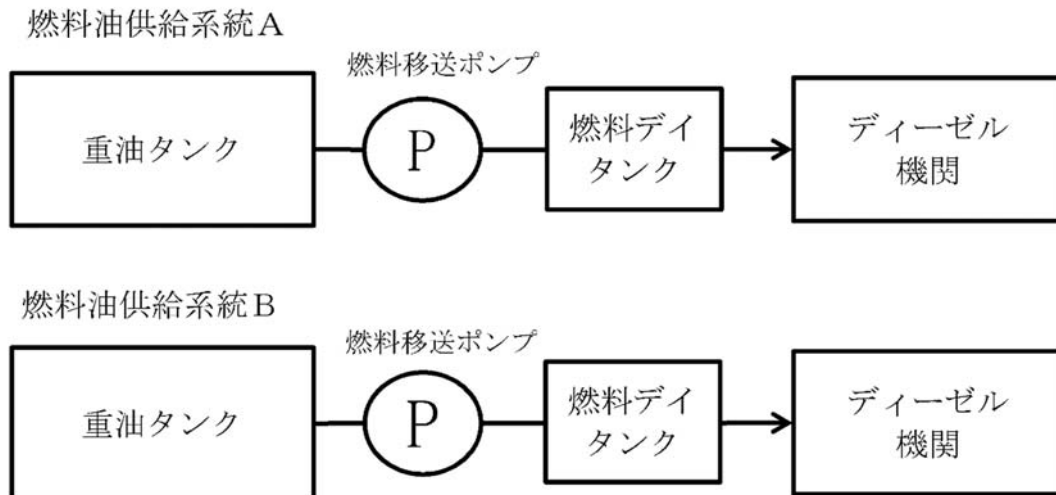 燃料油供給系統A
燃料移送ポンプ
重油タンク
P
燃料デイ
タンク
ディーゼル
機関
燃料油供給系統B
燃料移送ポンプ
重油タンク
P
燃料デイ
タンク
ディーゼル
機関